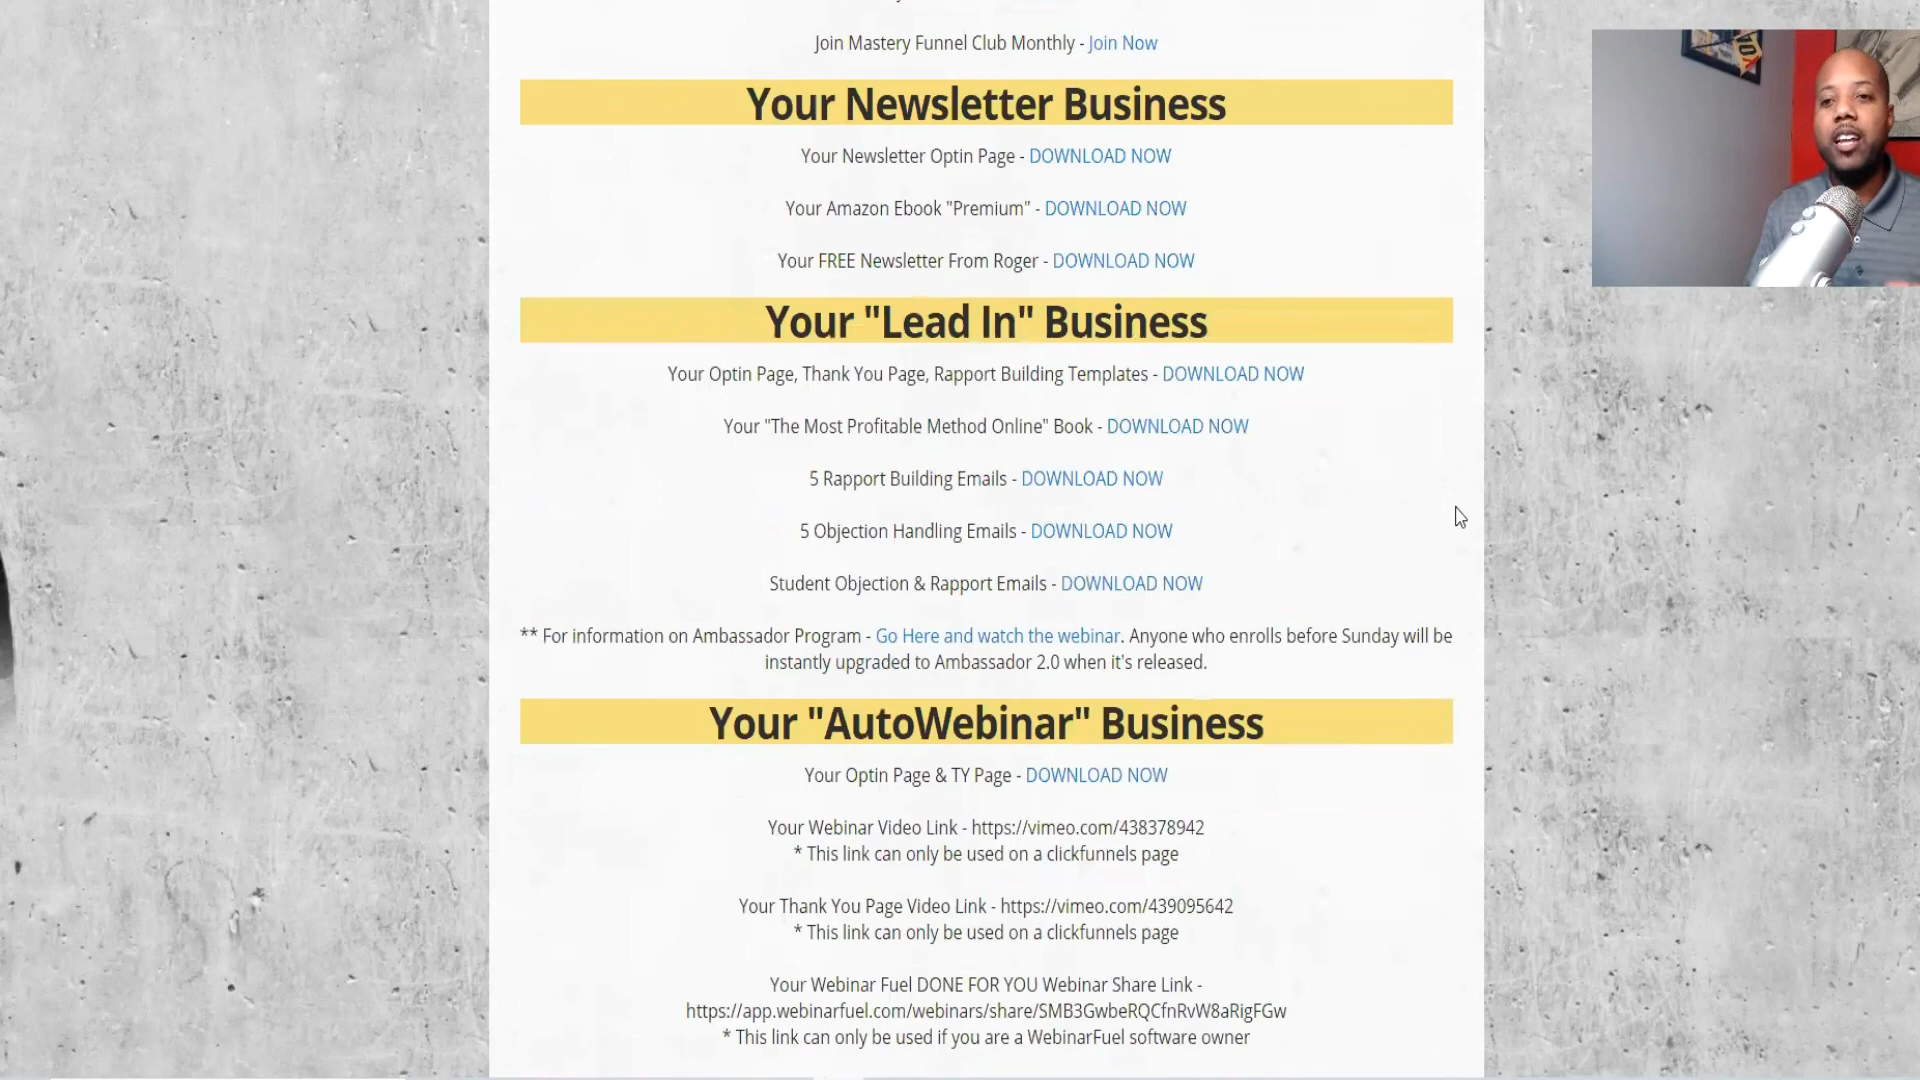 Join Mastery Funnel Club Monthly - Join Now
Your Newsletter Business
Your Newsletter Optin Page - DOWNLOAD NOW
Your Amazon Ebook "Premium" - DOWNLOAD NOW
Your FREE Newsletter From Roger - DOWNLOAD NOW
Your "Lead In" Business
Your Optin Page, Thank You Page, Rapport Building Templates - DOWNLOAD NOW
Your "The Most Profitable Method Online" Book - DOWNLOAD NOW
5 Rapport Building Emails - DOWNLOAD NOW
5 Objection Handling Emails - DOWNLOAD NOW
Student Objection & Rapport Emails - DOWNLOAD NOW
** For information on Ambassador Program - Go Here and watch the webinar. Anyone who enrolls before Sunday will be
instantly upgraded to Ambassador 2.0 when it's released.
Your "AutoWebinar" Business
Your Optin Page & TY Page - DOWNLOAD NOW
Your Webinar Video Link - https://vimeo.com/438378942
* This link can only be used on a clickfunnels page
Your Thank You Page Video Link - https://vimeo.com/439095642
* This link can only be used on a clickfunnels page
Your Webinar Fuel DONE FOR YOU Webinar Share Link -
https://app.webinarfuel.com/webinars/share/SMB3GwbeRQCfnRvW8aRigFGw
* This link can only be used if you are a WebinarFuel software owner